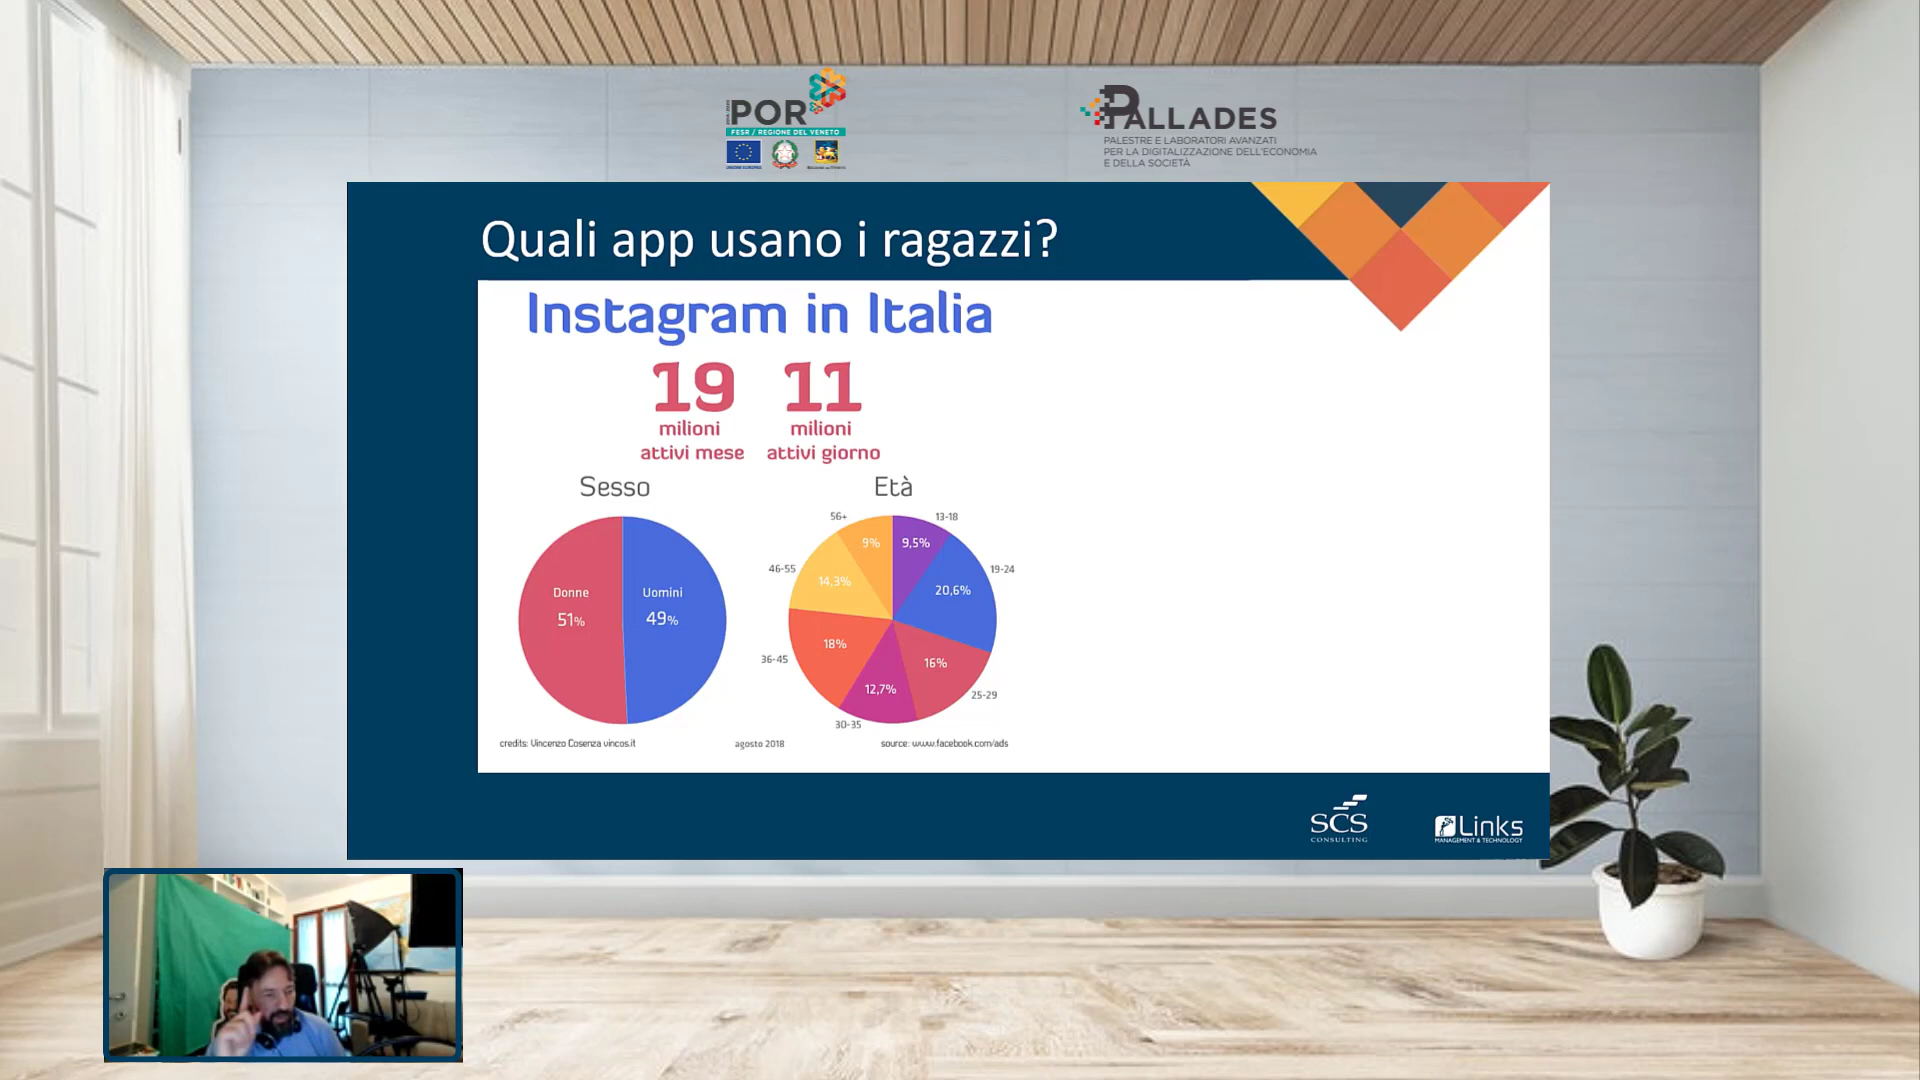 POR
FESR / REGIONE DEL VENETO
PALLADES
PALESTRE E LABORATORI AVANZATI
PER LA DIGITALIZZAZIONE DELL'ECONOMIA
E DELLA SOCIETÀ
Quali app usano i ragazzi?
Instagram in Italia
19 11
milioni milioni
attivi mese attivi giorno
Sesso Età
Donne
51%
Uomini
49%
13-18
9,5%
19-24
20,6%
25-29
16%
30-35
12,7%
36-45
18%
46-55
14,3%
56+
9%
credits: Vincenzo Cosenza vincos.it agosto 2018 source: www.facebook.com/ads
SCS
CONSULTING
Links
MANAGEMENT & TECHNOLOGY